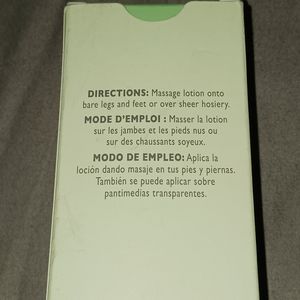 DIRECTIONS: Massage lotion onto
bare legs and feet or over sheer hosiery.
MODE D'EMPLOI : Masser la lotion
sur les jambes et les pieds nus ou
sur des chaussants soyeux.
MODO DE EMPLEO: Aplica la
loción dando masaje en tus pies y piernas.
También se puede aplicar sobre
pantimedias transparentes.